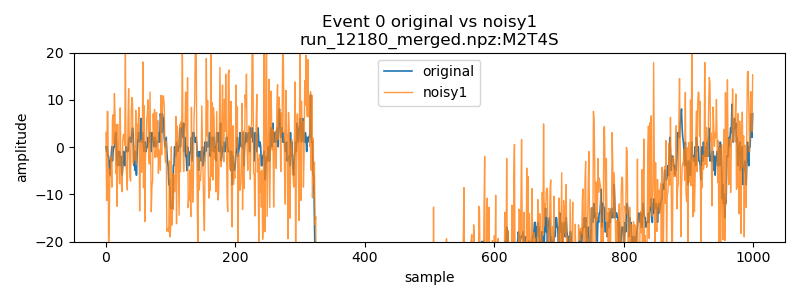 Event 0 original vs noisy1
run_12180_merged.npz:M2T4S
20
10
0
−10
−20
amplitude
original
noisy1
0
200
400
600
800
1000
sample